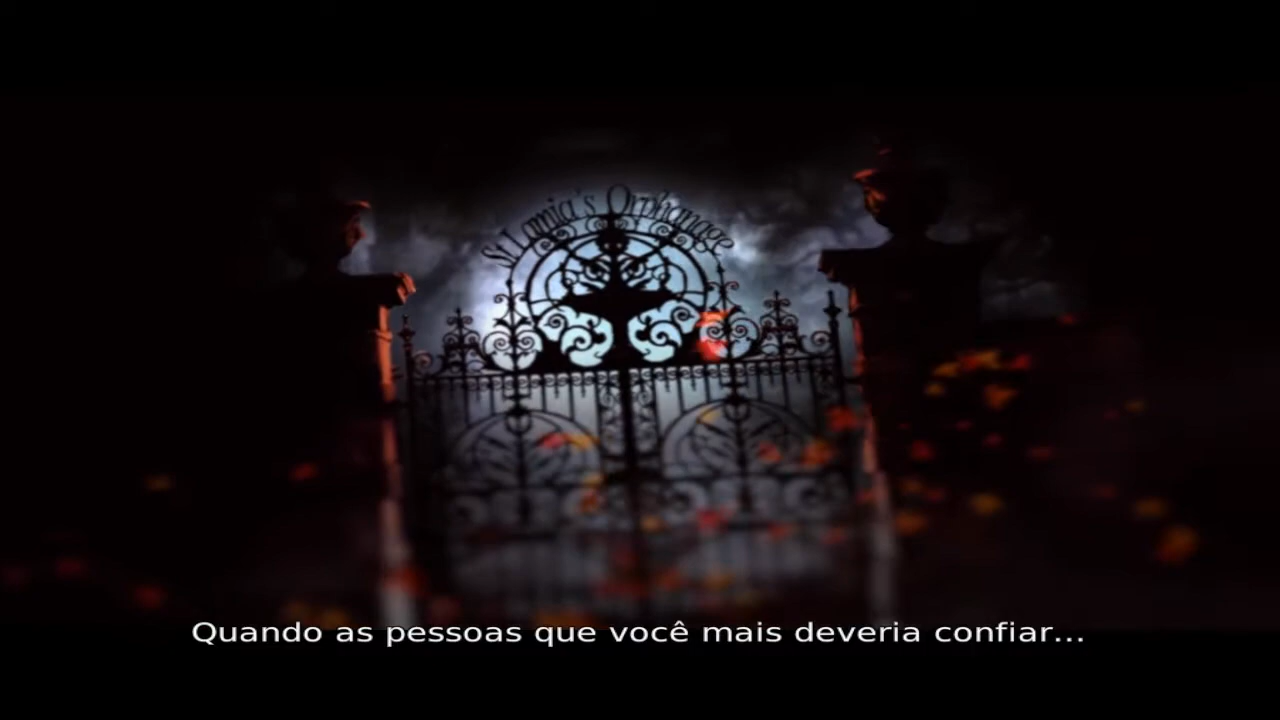 St Lamia's Orphanage
Quando as pessoas que você mais deveria confiar...